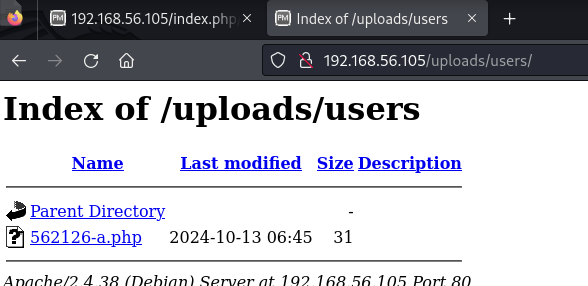 PM 192.168.56.105/index.php
PM Index of /uploads/users
192.168.56.105/uploads/users/
Index of /uploads/users
Name Last modified Size Description
Parent Directory -
562126-a.php 2024-10-13 06:45 31
Apache/2.4.38 (Debian) Server at 192.168.56.105 Port 80